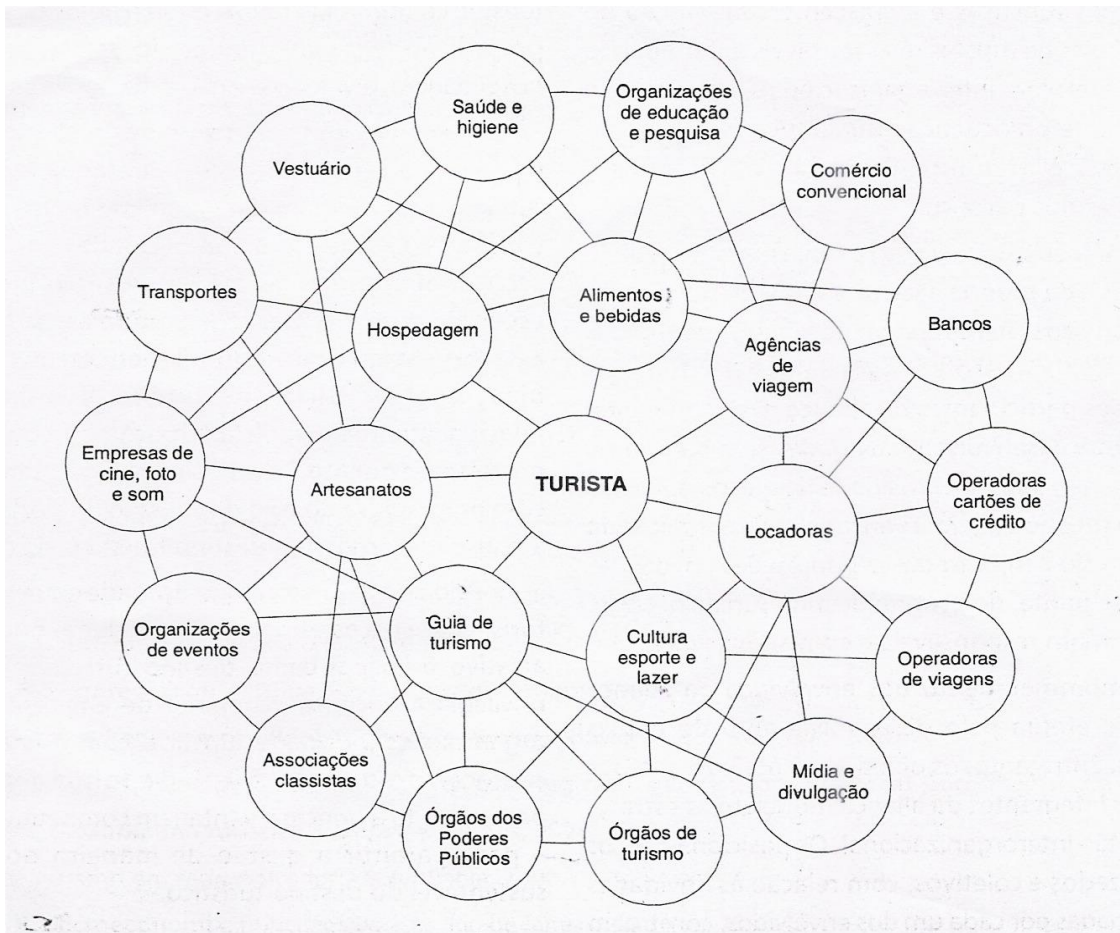 Saúde e
higiene
Organizações
de educação
e pesquisa
Vestuário
Comércio
convencional
Transportes
Hospedagem
Alimentos
e bebidas
Agências
de
viagem
Bancos
Empresas de
cine, foto
e som
Artesanatos
TURISTA
Locadoras
Operadoras
cartões de
crédito
Organizações
de eventos
Guia de
turismo
Cultura
esporte e
lazer
Operadoras
de viagens
Associações
classistas
Órgãos dos
Poderes
Públicos
Órgãos de
turismo
Mídia e
divulgação